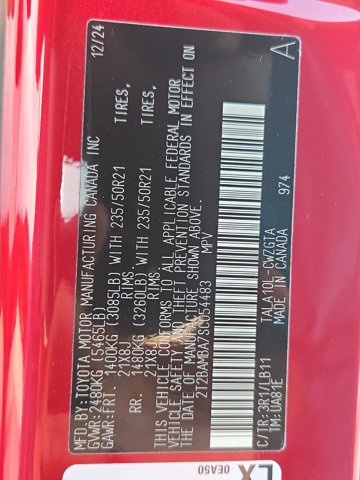 MFD.BY:TOYOTA MOTOR MANUFACTURING CANADA INC 12/24
GVWR:2480KG (5465LB)
GAWR:FRT. 1400KG (3085LB) WITH 235/50R21 TIRES,
21X8J RIMS
RR. 1480KG (3260LB) WITH 235/50R21 TIRES,
21X8J RIMS
THIS VEHICLE CONFORMS TO ALL APPLICABLE FEDERAL MOTOR
VEHICLE SAFETY AND THEFT PREVENTION STANDARDS IN EFFECT
ON THE DATE OF MANUFACTURE SHOWN ABOVE.
2T2BAMBA7SC054483 MPV
A
974
C/TR:3R1/LB11 TALA10L-CWZGTA
TM:UA81E MADE IN CANADA
LX
0EA50